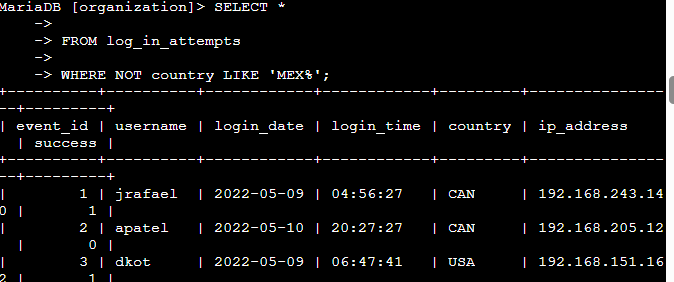 MariaDB [organization]> SELECT *
    ->
    -> FROM log_in_attempts
    ->
    -> WHERE NOT country LIKE 'MEX%';
+----------+----------+------------+------------+---------+---------------
--+---------+
| event_id | username | login_date | login_time | country | ip_address
  | success |
+----------+----------+------------+------------+---------+---------------
--+---------+
|        1 | jrafael  | 2022-05-09 | 04:56:27   | CAN     | 192.168.243.14
0 |       1 |
|        2 | apatel   | 2022-05-10 | 20:27:27   | CAN     | 192.168.205.12
  |       0 |
|        3 | dkot     | 2022-05-09 | 06:47:41   | USA     | 192.168.151.16
2 |       1 |